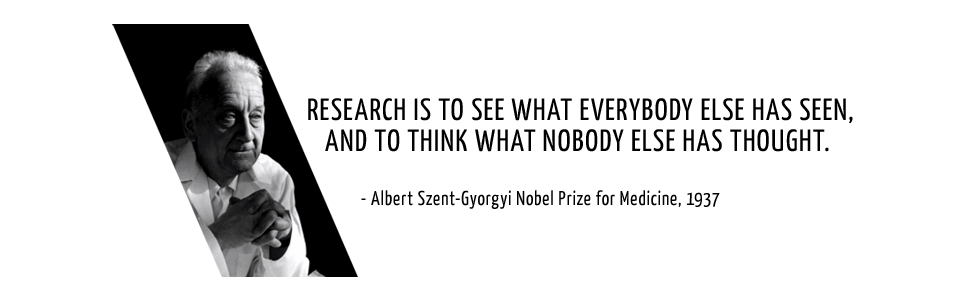 RESEARCH IS TO SEE WHAT EVERYBODY ELSE HAS SEEN,
AND TO THINK WHAT NOBODY ELSE HAS THOUGHT.
- Albert Szent-Gyorgyi Nobel Prize for Medicine, 1937